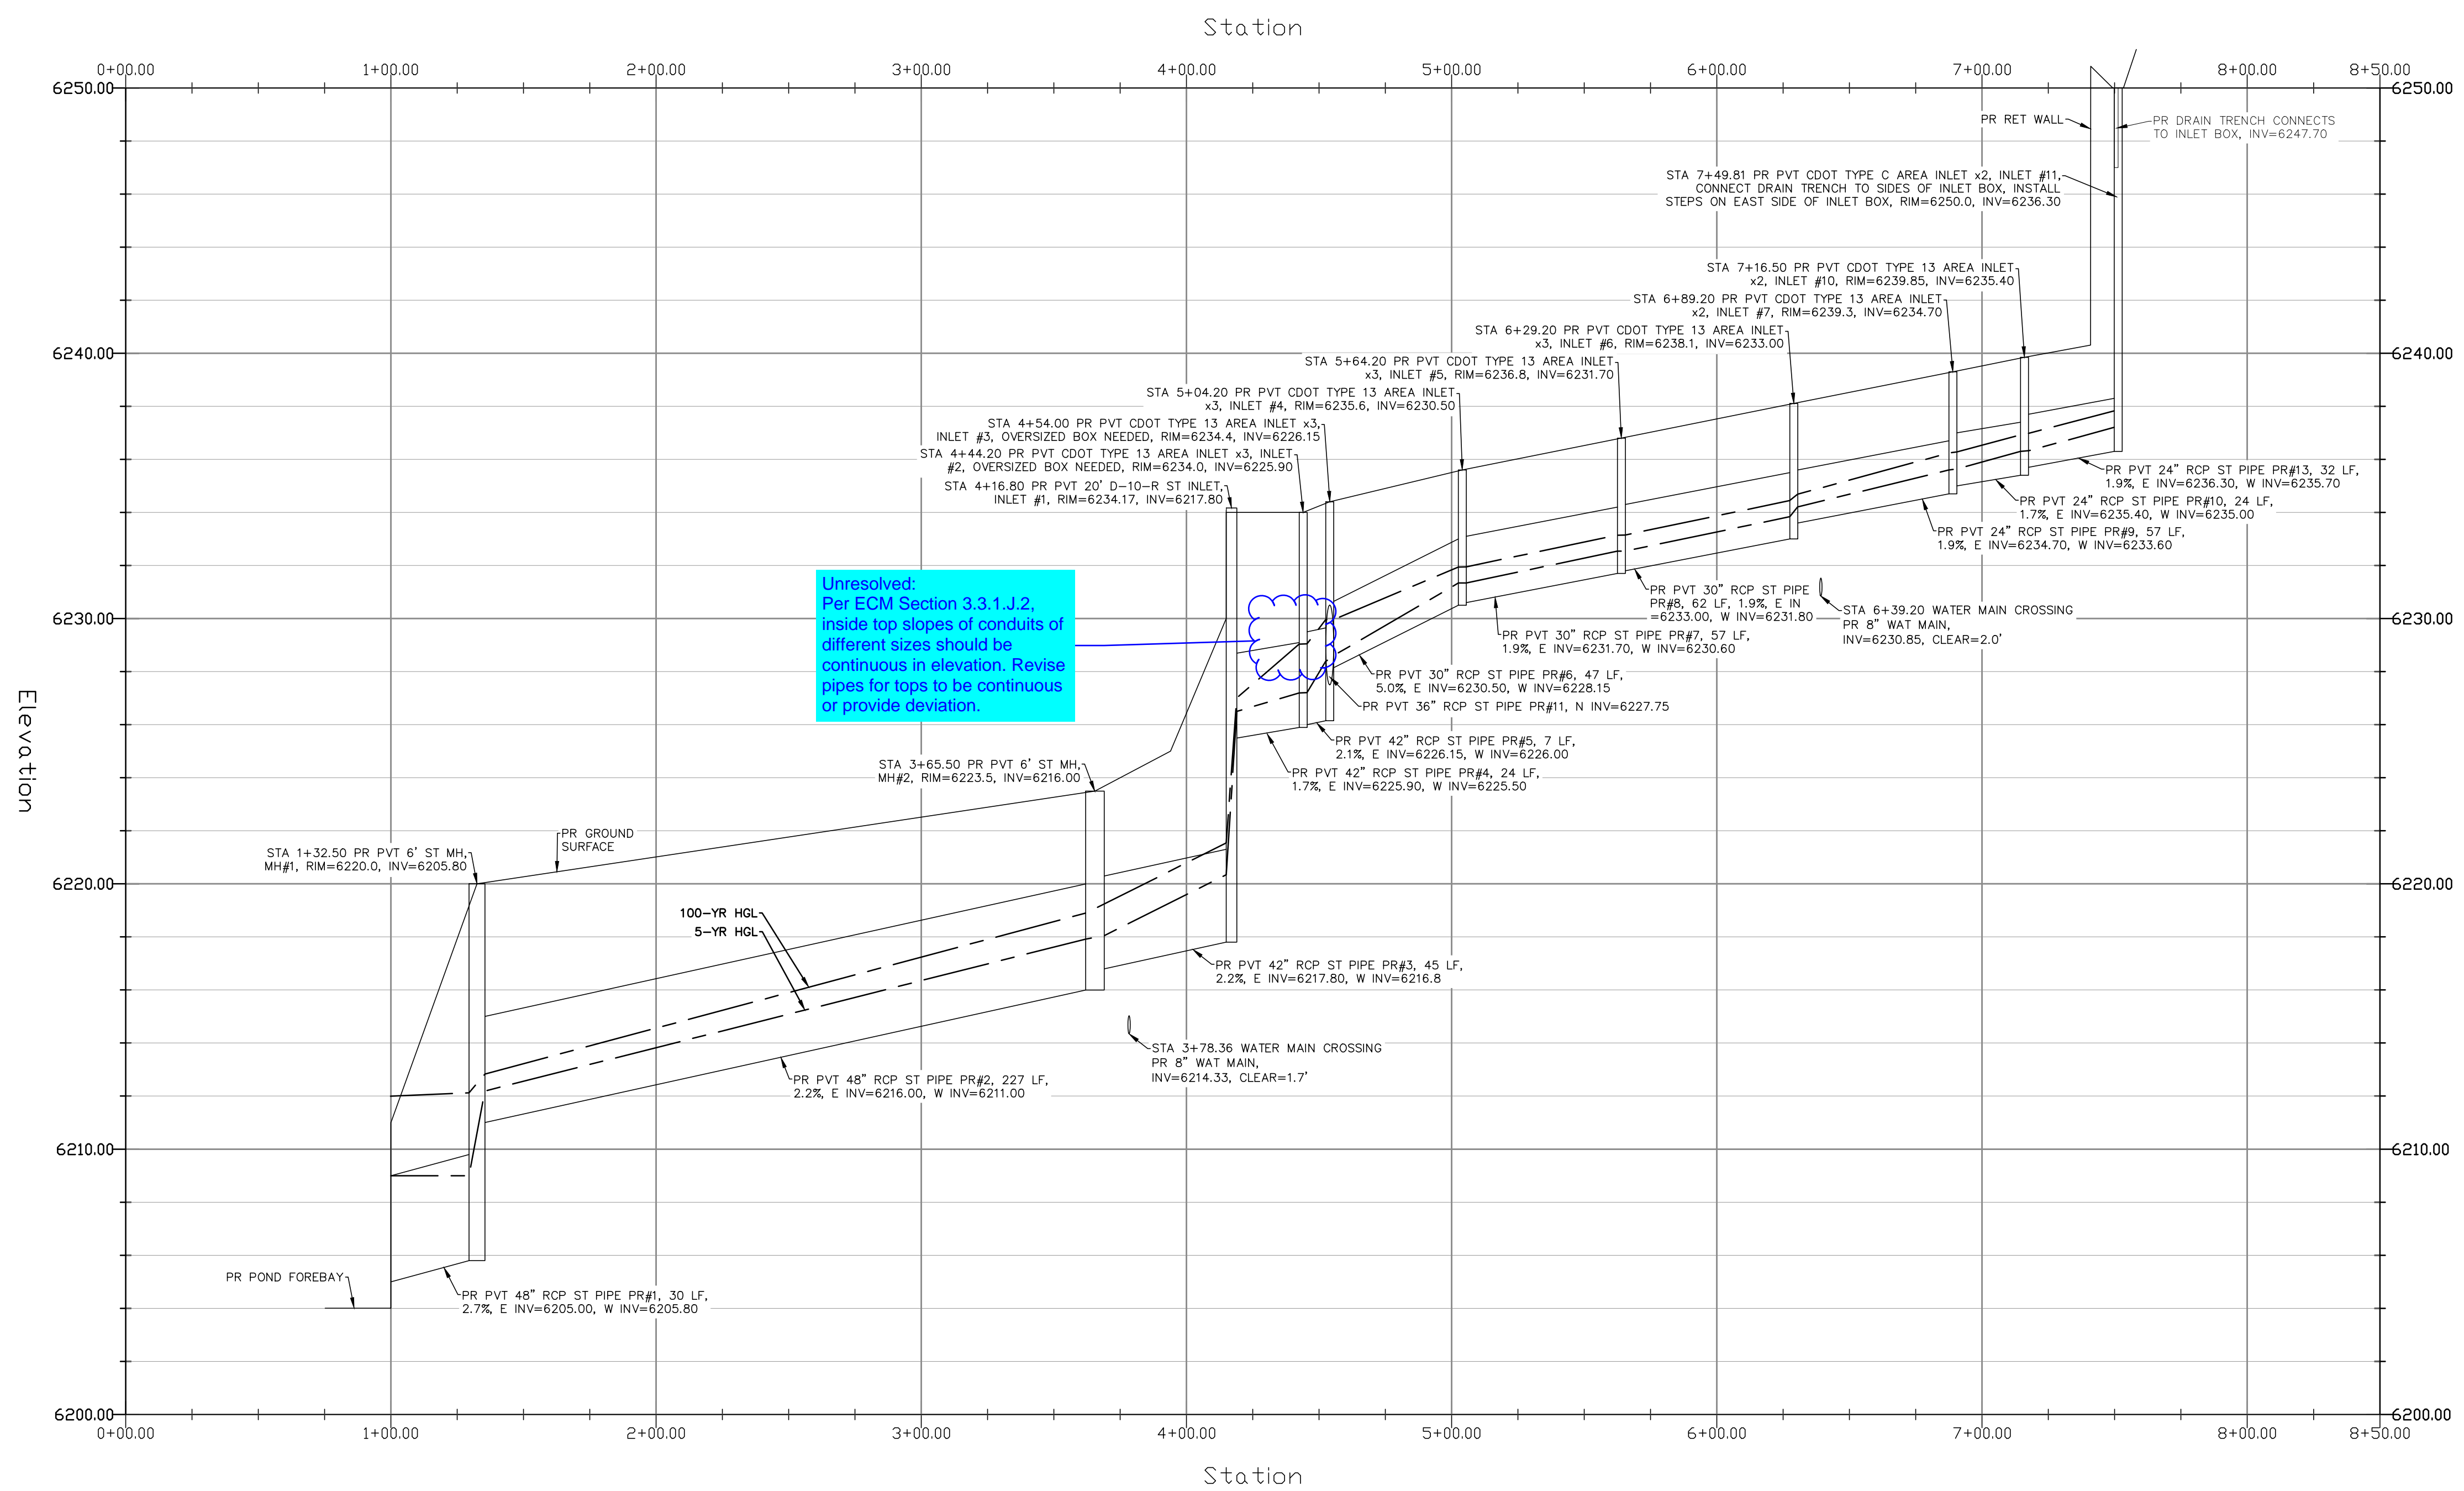 Station
0+00.00 1+00.00 2+00.00 3+00.00 4+00.00 5+00.00 6+00.00 7+00.00 8+00.00 8+50.00
6250.00 6250.00
PR RET WALL
PR DRAIN TRENCH CONNECTS
TO INLET BOX, INV=6247.70
STA 7+49.81 PR PVT CDOT TYPE C AREA INLET x2, INLET #11,
CONNECT DRAIN TRENCH TO SIDES OF INLET BOX, INSTALL
STEPS ON EAST SIDE OF INLET BOX, RIM=6250.0, INV=6236.30
STA 7+16.50 PR PVT CDOT TYPE 13 AREA INLET
x2, INLET #10, RIM=6239.85, INV=6235.40
STA 6+89.20 PR PVT CDOT TYPE 13 AREA INLET
x2, INLET #7, RIM=6239.3, INV=6234.70
STA 6+29.20 PR PVT CDOT TYPE 13 AREA INLET
x3, INLET #6, RIM=6238.1, INV=6233.00
6240.00 6240.00
STA 5+64.20 PR PVT CDOT TYPE 13 AREA INLET
x3, INLET #5, RIM=6236.8, INV=6231.70
STA 5+04.20 PR PVT CDOT TYPE 13 AREA INLET
x3, INLET #4, RIM=6235.6, INV=6230.50
STA 4+54.00 PR PVT CDOT TYPE 13 AREA INLET x3,
INLET #3, OVERSIZED BOX NEEDED, RIM=6234.4, INV=6226.15
STA 4+44.20 PR PVT CDOT TYPE 13 AREA INLET x3, INLET
#2, OVERSIZED BOX NEEDED, RIM=6234.0, INV=6225.90
STA 4+16.80 PR PVT 20' D-10-R ST INLET,
INLET #1, RIM=6234.17, INV=6217.80
PR PVT 24" RCP ST PIPE PR#13, 32 LF,
1.9%, E INV=6236.30, W INV=6235.70
PR PVT 24" RCP ST PIPE PR#10, 24 LF,
1.7%, E INV=6235.40, W INV=6235.00
PR PVT 24" RCP ST PIPE PR#9, 57 LF,
1.9%, E INV=6234.70, W INV=6233.60
Unresolved:
Per ECM Section 3.3.1.J.2,
inside top slopes of conduits of
different sizes should be
continuous in elevation. Revise
pipes for tops to be continuous
or provide deviation.
PR PVT 30" RCP ST PIPE
PR#8, 62 LF, 1.9%, E IN
=6233.00, W INV=6231.80
STA 6+39.20 WATER MAIN CROSSING
PR 8" WAT MAIN,
INV=6230.85, CLEAR=2.0'
6230.00 6230.00
PR PVT 30" RCP ST PIPE PR#7, 57 LF,
1.9%, E INV=6231.70, W INV=6230.60
PR PVT 30" RCP ST PIPE PR#6, 47 LF,
5.0%, E INV=6230.50, W INV=6228.15
PR PVT 36" RCP ST PIPE PR#11, N INV=6227.75
PR PVT 42" RCP ST PIPE PR#5, 7 LF,
2.1%, E INV=6226.15, W INV=6226.00
PR PVT 42" RCP ST PIPE PR#4, 24 LF,
1.7%, E INV=6225.90, W INV=6225.50
Elevation
STA 3+65.50 PR PVT 6' ST MH,
MH#2, RIM=6223.5, INV=6216.00
PR GROUND
SURFACE
STA 1+32.50 PR PVT 6' ST MH,
MH#1, RIM=6220.0, INV=6205.80
6220.00 6220.00
100-YR HGL
5-YR HGL
PR PVT 42" RCP ST PIPE PR#3, 45 LF,
2.2%, E INV=6217.80, W INV=6216.8
STA 3+78.36 WATER MAIN CROSSING
PR 8" WAT MAIN,
INV=6214.33, CLEAR=1.7'
PR PVT 48" RCP ST PIPE PR#2, 227 LF,
2.2%, E INV=6216.00, W INV=6211.00
6210.00 6210.00
PR POND FOREBAY
PR PVT 48" RCP ST PIPE PR#1, 30 LF,
2.7%, E INV=6205.00, W INV=6205.80
6200.00 6200.00
0+00.00 1+00.00 2+00.00 3+00.00 4+00.00 5+00.00 6+00.00 7+00.00 8+00.00 8+50.00
Station